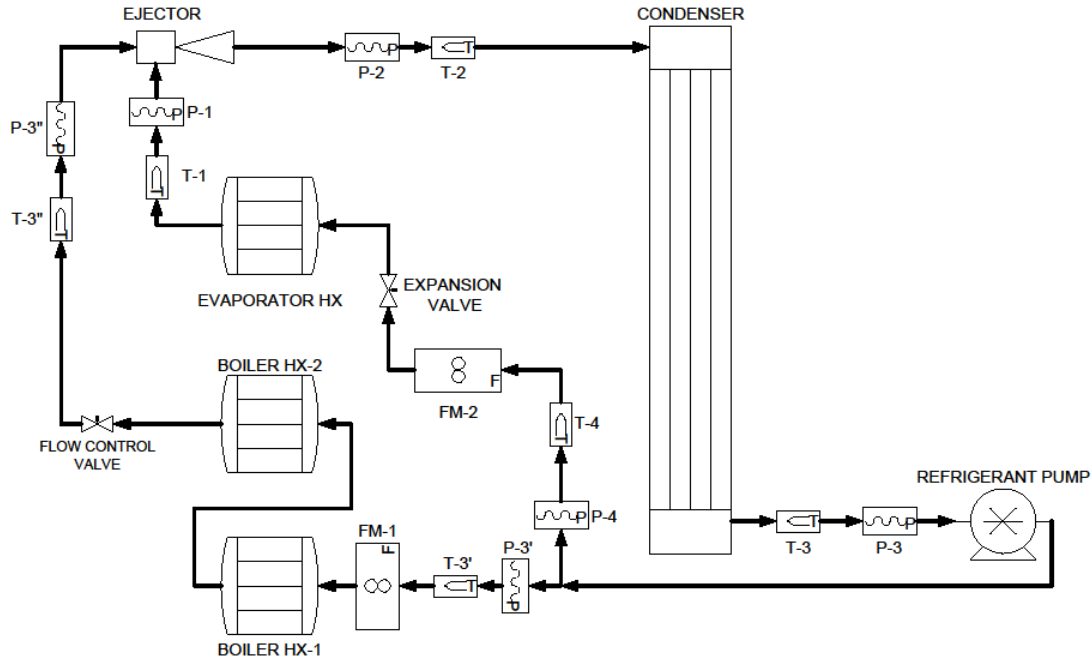 EJECTOR
CONDENSER
P
P-2
T
T-2
P
P-3"
P
P-1
T
T-1
T
T-3"
EVAPORATOR HX
EXPANSION
VALVE
BOILER HX-2
F
FM-2
T
T-4
FLOW CONTROL
VALVE
REFRIGERANT PUMP
P
P-4
T
T-3
P
P-3
FM-1
F
T-3'
T
P-3'
P
BOILER HX-1